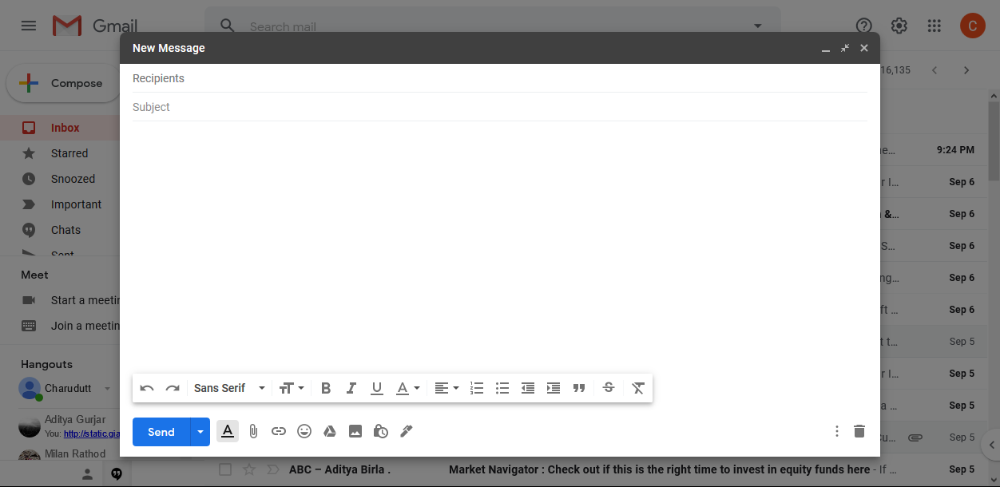 Gmail
Search mail
C
New Message
Recipients
Subject
Compose
16,135
Inbox
Starred
Snoozed
Important
Chats
Sent
Meet
Start a meetin
Join a meetin
Hangouts
Charudutt
Aditya Gurjar
You: http://static.gia
Milan Rathod
ne… 9:24 PM
r I… Sep 6
&… Sep 6
S… Sep 6
ng… Sep 6
ft … Sep 6
t t… Sep 5
r I… Sep 5
a … Sep 5
Cu… Sep 5
Sans Serif
Send
ABC – Aditya Birla . Market Navigator : Check out if this is the right time to invest in equity funds here - If … Sep 5